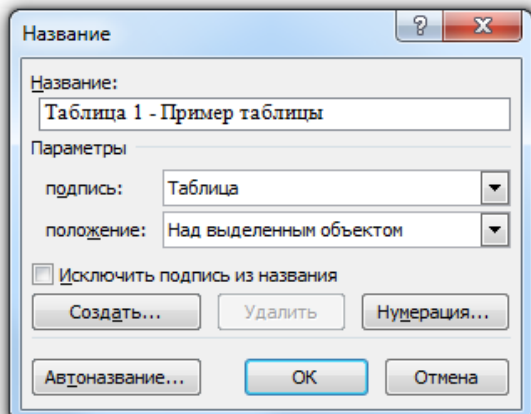 Название
Название:
Таблица 1 - Пример таблицы
Параметры
подпись: Таблица
положение: Над выделенным объектом
Исключить подпись из названия
Создать... Удалить Нумерация...
Автоназвание... ОК Отмена